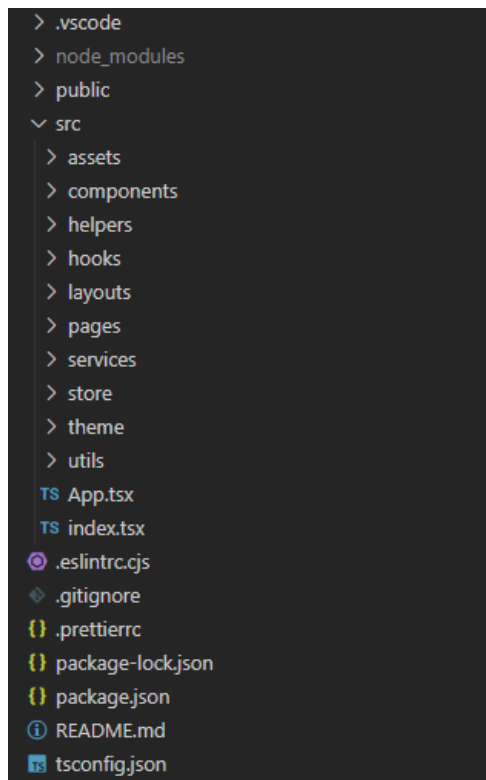 .vscode
node_modules
public
src
assets
components
helpers
hooks
layouts
pages
services
store
theme
utils
TS App.tsx
TS index.tsx
.eslintrc.cjs
.gitignore
{} .prettierrc
{} package-lock.json
{} package.json
README.md
TS tsconfig.json